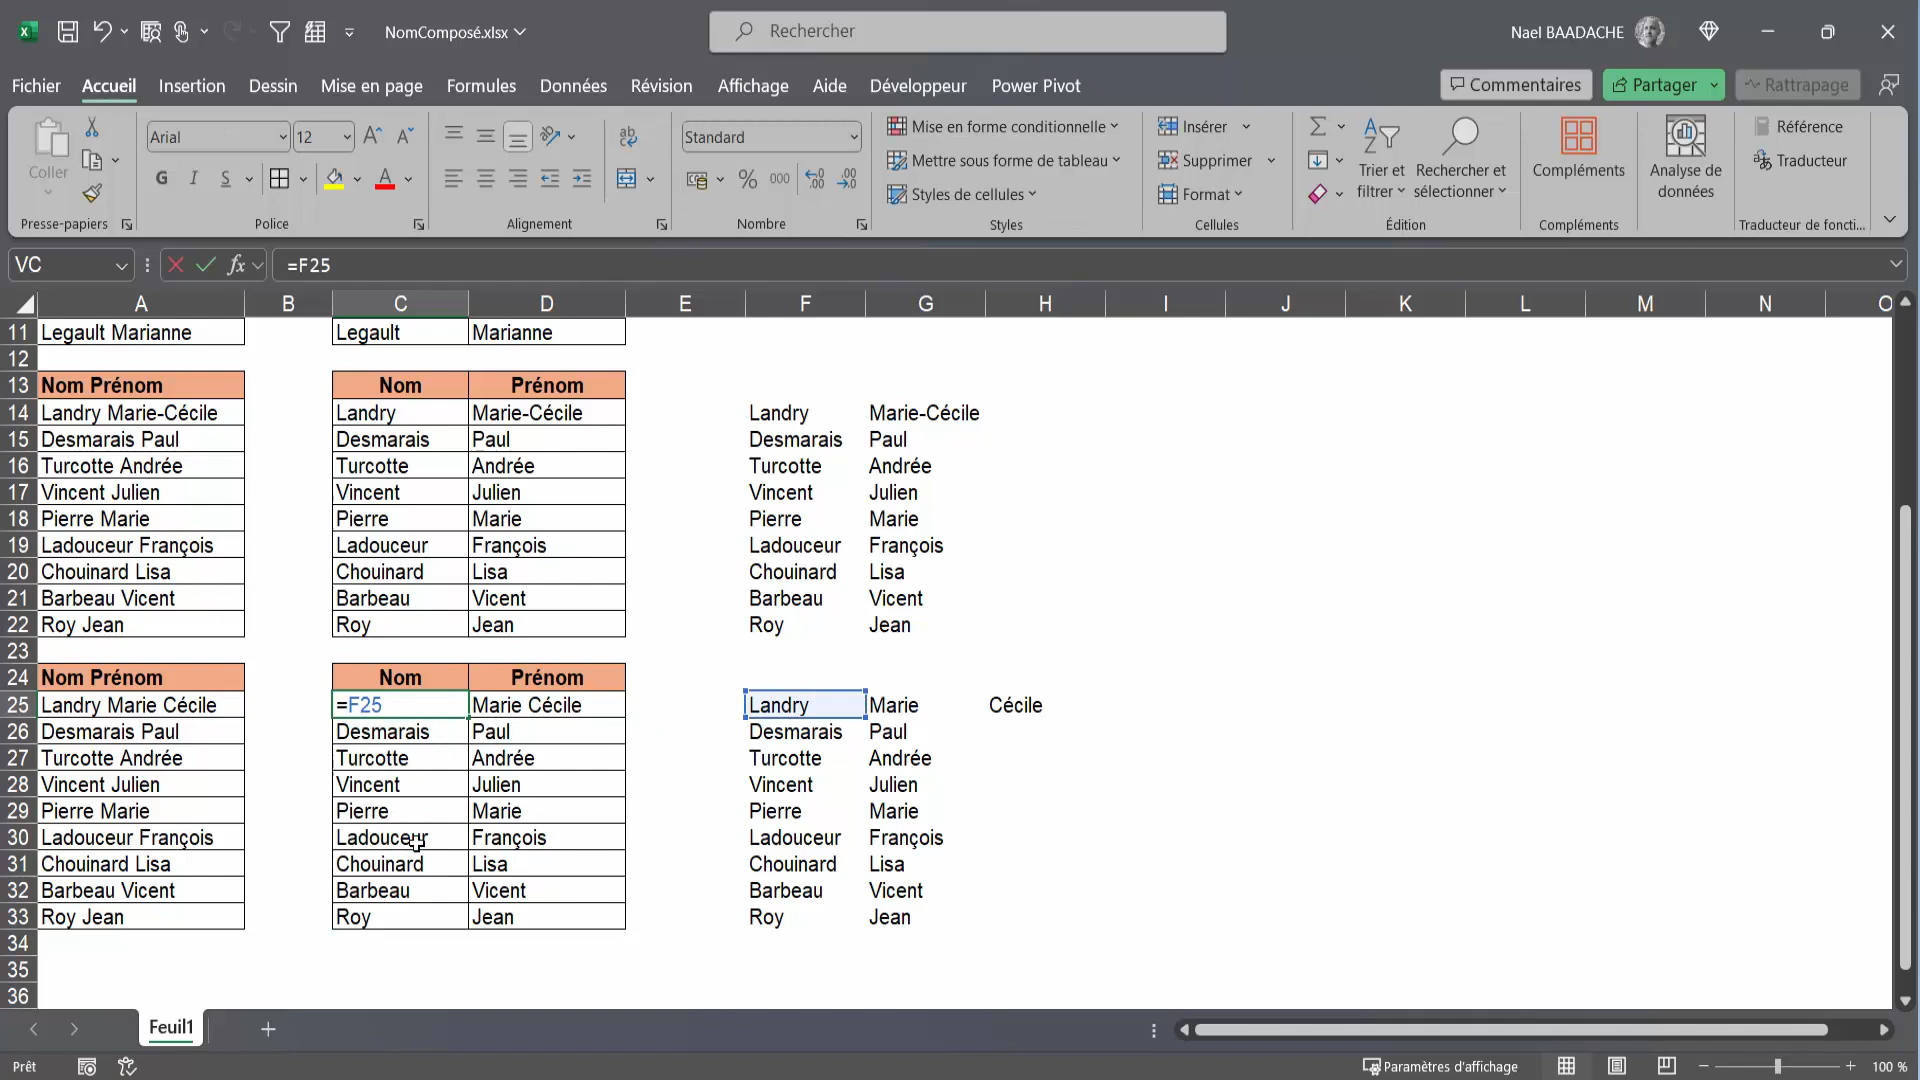 NomComposé.xlsx
Rechercher
Nael BAADACHE
Fichier Accueil Insertion Dessin Mise en page Formules Données Révision Affichage Aide Développeur Power Pivot
Commentaires Partager Rattrapage
Coller
Presse-papiers
Arial 12
G I S A
Police
ab
Alignement
Standard
% 000
Nombre
Mise en forme conditionnelle
Mettre sous forme de tableau
Styles de cellules
Styles
Insérer
Supprimer
Format
Cellules
Trier et filtrer
Rechercher et sélectionner
Édition
Compléments
Compléments
Analyse de données
Référence
Traducteur
Traducteur de foncti...
VC fx =F25
A B C D E F G H I J K L M N O
11 Legault Marianne Legault Marianne
12
13 Nom Prénom Nom Prénom
14 Landry Marie-Cécile Landry Marie-Cécile Landry Marie-Cécile
15 Desmarais Paul Desmarais Paul Desmarais Paul
16 Turcotte Andrée Turcotte Andrée Turcotte Andrée
17 Vincent Julien Vincent Julien Vincent Julien
18 Pierre Marie Pierre Marie Pierre Marie
19 Ladouceur François Ladouceur François Ladouceur François
20 Chouinard Lisa Chouinard Lisa Chouinard Lisa
21 Barbeau Vicent Barbeau Vicent Barbeau Vicent
22 Roy Jean Roy Jean Roy Jean
23
24 Nom Prénom Nom Prénom
25 Landry Marie Cécile =F25 Marie Cécile Landry Marie Cécile
26 Desmarais Paul Desmarais Paul Desmarais Paul
27 Turcotte Andrée Turcotte Andrée Turcotte Andrée
28 Vincent Julien Vincent Julien Vincent Julien
29 Pierre Marie Pierre Marie Pierre Marie
30 Ladouceur François Ladouceur François Ladouceur François
31 Chouinard Lisa Chouinard Lisa Chouinard Lisa
32 Barbeau Vicent Barbeau Vicent Barbeau Vicent
33 Roy Jean Roy Jean Roy Jean
34
35
36
Feuil1
Prêt Paramètres d'affichage 100 %